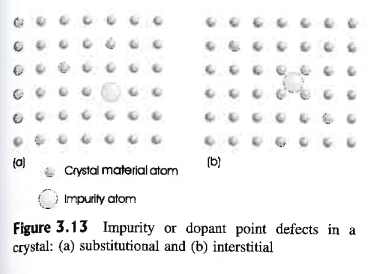 (a)
(b)
Crystal material atom
Impurity atom
Figure 3.13 Impurity or dopant point defects in a
crystal: (a) substitutional and (b) interstitial